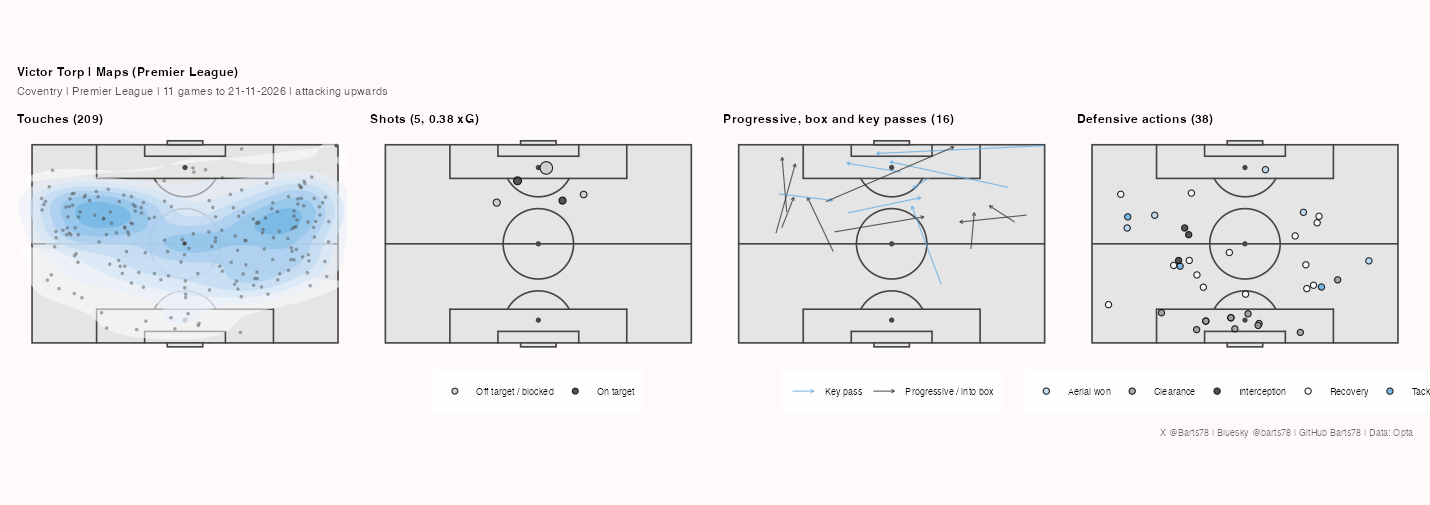 Victor Torp | Maps (Premier League)
Coventry | Premier League | 11 games to 21-11-2026 | attacking upwards
Touches (209)
Shots (5, 0.38 xG)
Progressive, box and key passes (16)
Defensive actions (38)
Off target / blocked
On target
Key pass
Progressive / into box
Aerial won
Clearance
Interception
Recovery
Tack
X @Barts78 | Bluesky @barts78 | GitHub Barts78 | Data: Opta